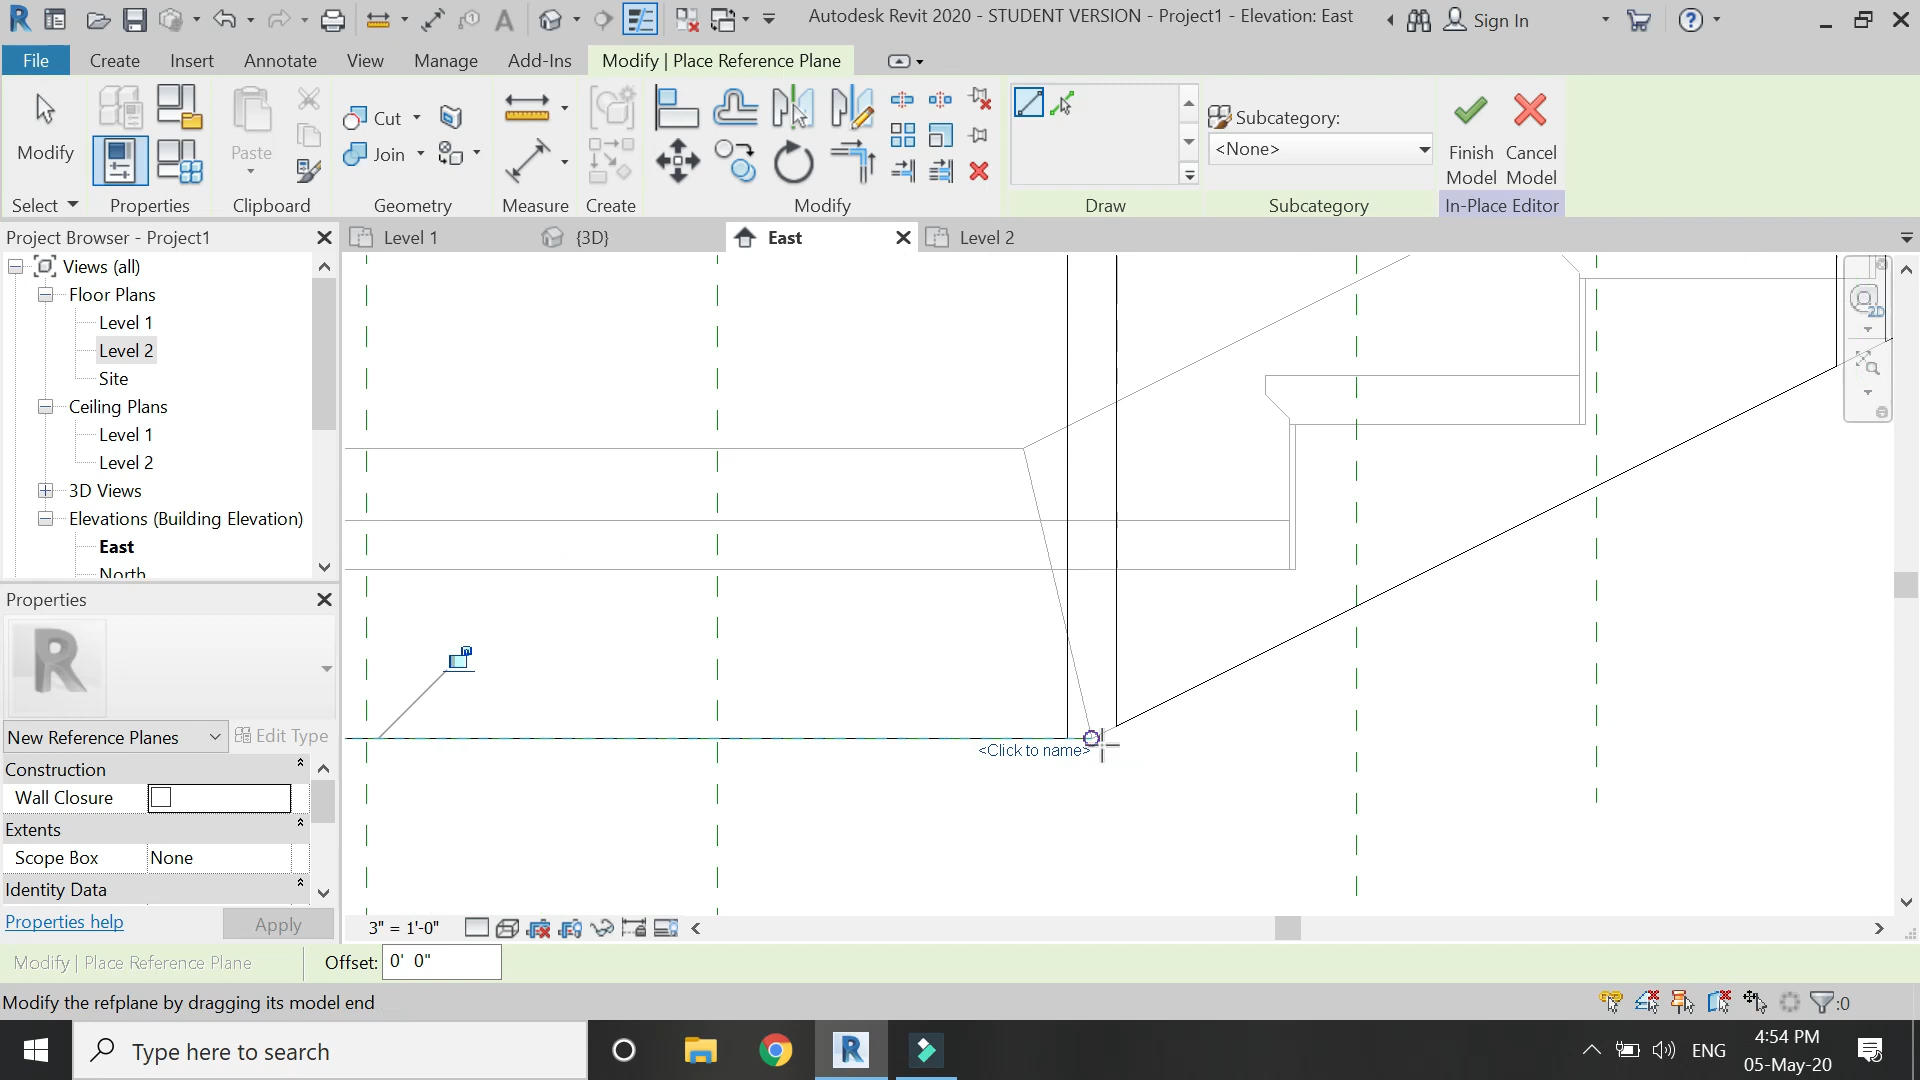 Autodesk Revit 2020 - STUDENT VERSION - Project1 - Elevation: East
Sign In
File
Create
Insert
Annotate
View
Manage
Add-Ins
Modify | Place Reference Plane
Modify
Select
Properties
Paste
Clipboard
Cut
Join
Geometry
Measure
Create
Modify
Draw
Subcategory:
<None>
Subcategory
Finish
Model
Cancel
Model
In-Place Editor
Project Browser - Project1
Views (all)
Floor Plans
Level 1
Level 2
Site
Ceiling Plans
Level 1
Level 2
3D Views
Elevations (Building Elevation)
East
North
Level 1
{3D}
East
Level 2
2D
<Click to name>
Properties
New Reference Planes
Edit Type
Construction
Wall Closure
Extents
Scope Box
None
Identity Data
Properties help
Apply
3" = 1'-0"
Modify | Place Reference Plane
Offset:
0' 0"
Modify the refplane by dragging its model end
:0
Type here to search
ENG
4:54 PM
05-May-20